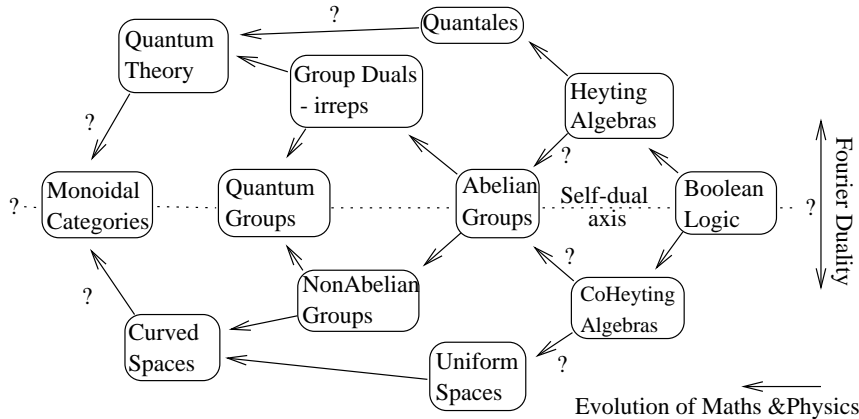 ?
Quantales
Quantum
Theory
Group Duals
- irreps
Heyting
Algebras
?
?
Fourier Duality
?
Monoidal
Categories
Quantum
Groups
Abelian
Groups
Self-dual
axis
Boolean
Logic
?
?
NonAbelian
Groups
CoHeyting
Algebras
?
Curved
Spaces
Uniform
Spaces
?
Evolution of Maths &Physics